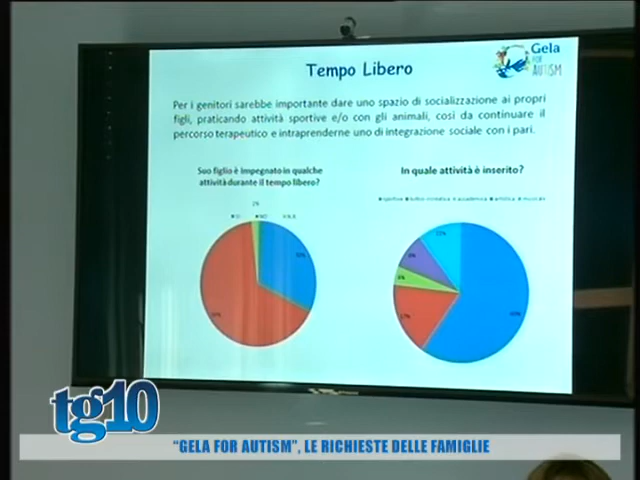 Tempo Libero
Gela
FOR
AUTISM
Per i genitori sarebbe importante dare uno spazio di socializzazione ai propri
figli, praticando attività sportive e/o con gli animali, così da continuare il
percorso terapeutico e intraprenderne uno di integrazione sociale con i pari.
Suo figlio è impegnato in qualche
attività durante il tempo libero?
In quale attività è inserito?
2%
tg10
“GELA FOR AUTISM”, LE RICHIESTE DELLE FAMIGLIE